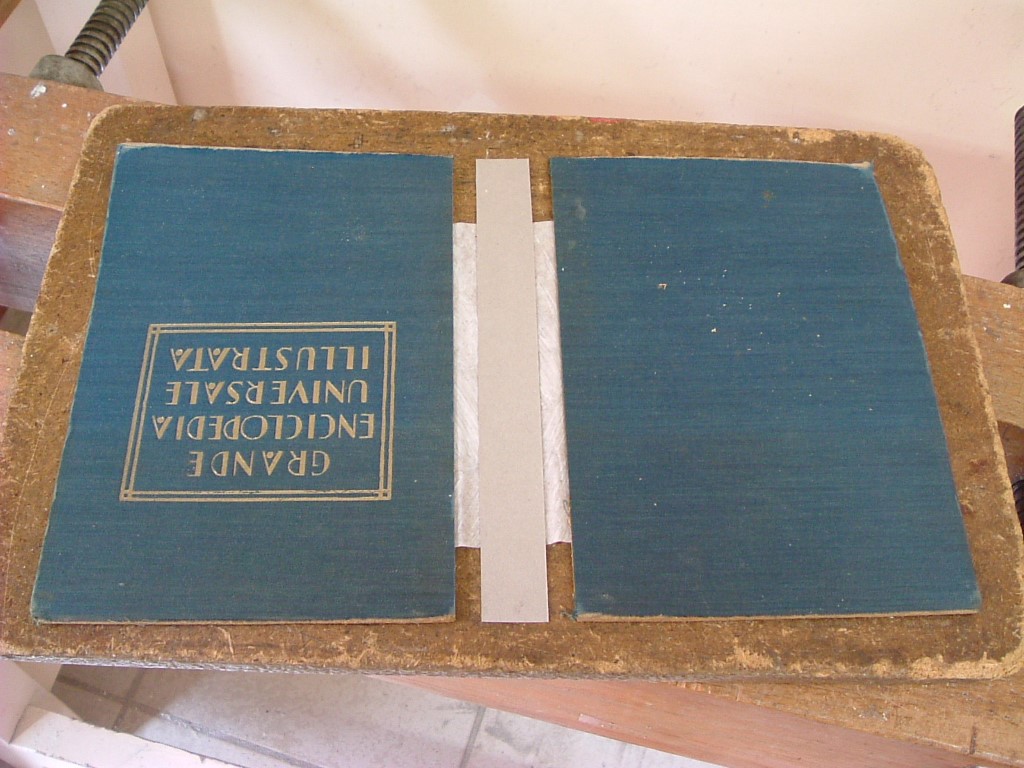 GRANDE
ENCICLOPEDIA
UNIVERSALE
ILLUSTRATA